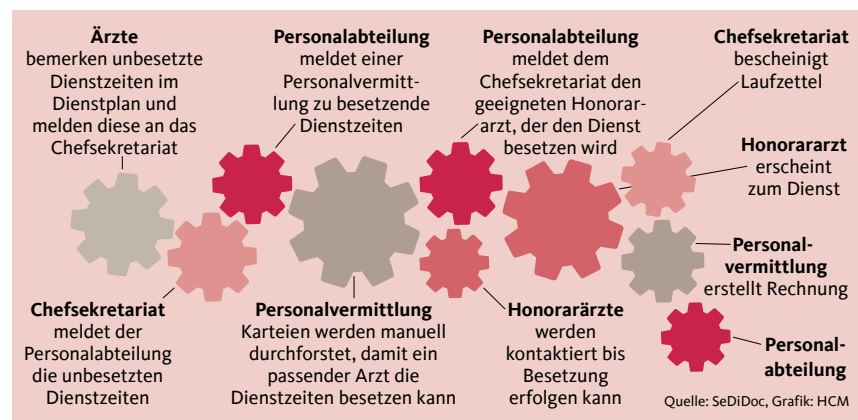 Ärzte
bemerken unbesetzte
Dienstzeiten im
Dienstplan und
melden diese an das
Chefsekretariat
Personalabteilung
meldet einer
Personalvermitt-
lung zu besetzende
Dienstzeiten
Personalabteilung
meldet dem
Chefsekretariat den
geeigneten Honorar-
arzt, der den Dienst
besetzen wird
Chefsekretariat
bescheinigt
Laufzettel
Honorararzt
erscheint
zum Dienst
Personal-
vermittlung
erstellt Rechnung
Chefsekretariat
meldet der
Personalabteilung
die unbesetzten
Dienstzeiten
Personalvermittlung
Karteien werden manuell
durchforstet, damit ein
passender Arzt die
Dienstzeiten besetzen kann
Honorarärzte
werden
kontaktiert bis
Besetzung
erfolgen kann
Personal-
abteilung
Quelle: SeDiDoc, Grafik: HCM